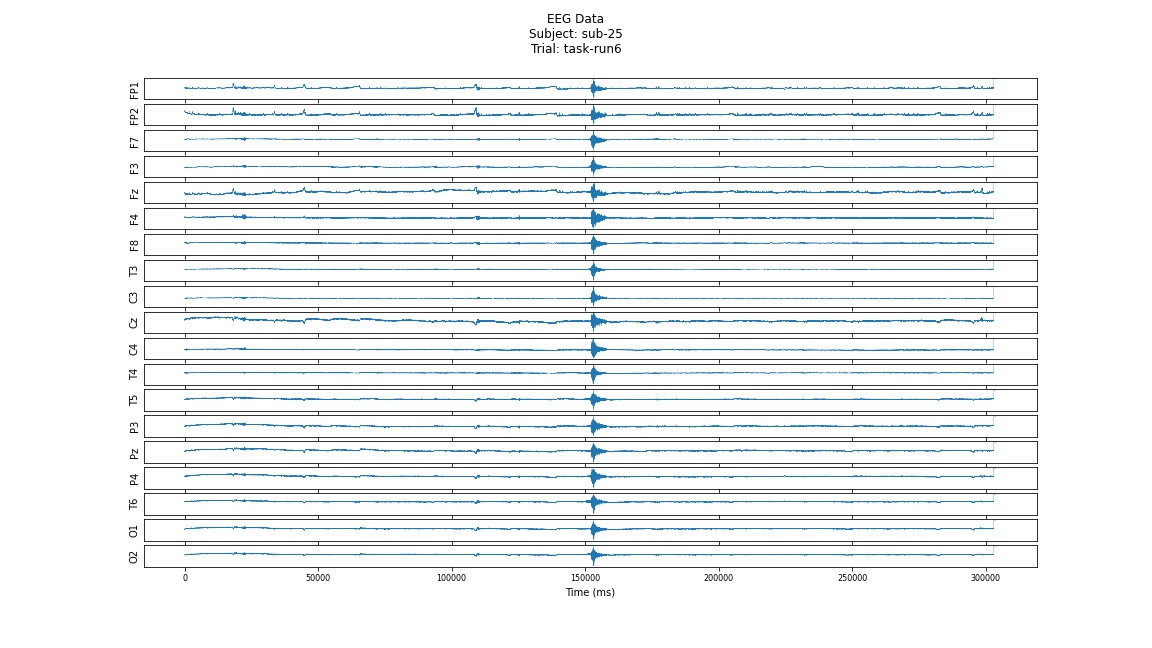 EEG Data
Subject: sub-25
Trial: task-run6
FP1
FP2
F7
F3
Fz
F4
F8
T3
C3
Cz
C4
T4
T5
P3
Pz
P4
T6
O1
O2
0 50000 100000 150000 200000 250000 300000
Time (ms)